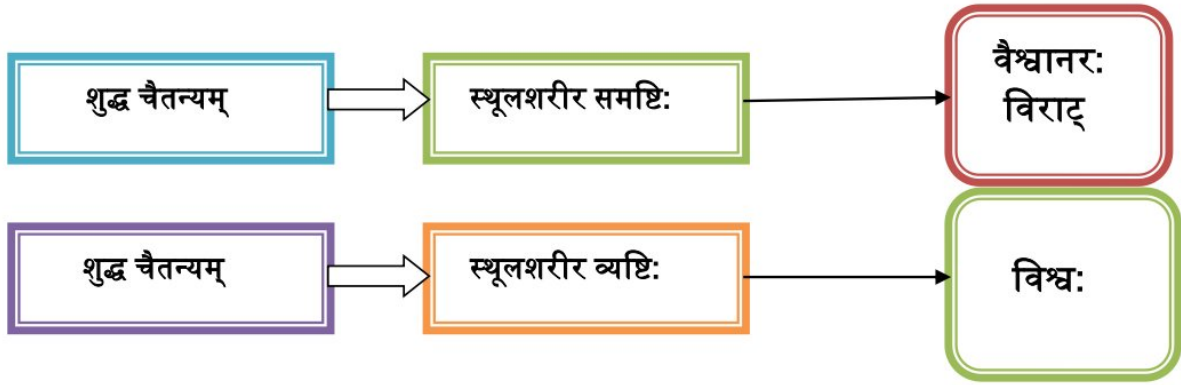 शुद्ध चैतन्यम्
स्थूलशरीर समष्टि:
वैश्वानर:
विराट्
शुद्ध चैतन्यम्
स्थूलशरीर व्यष्टि:
विश्व: